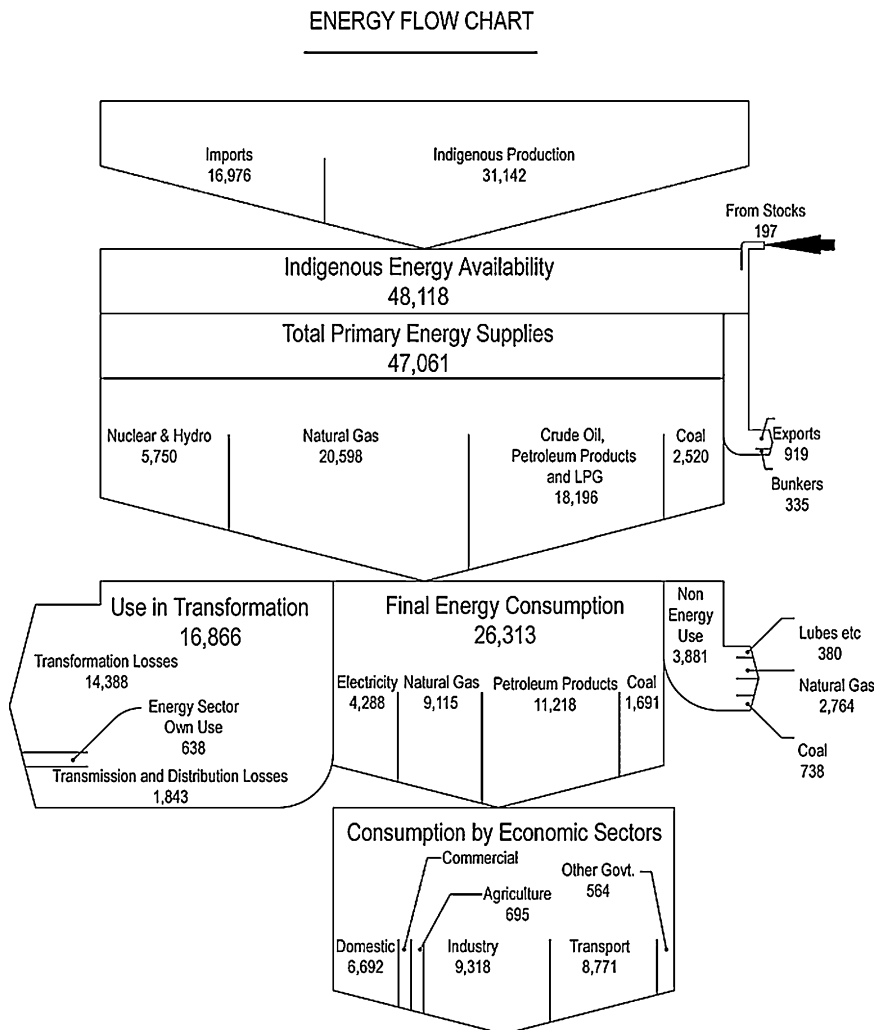 ENERGY FLOW CHART
Imports
16,976
Indigenous Production
31,142
From Stocks
197
Indigenous Energy Availability
48,118
Total Primary Energy Supplies
47,061
Nuclear & Hydro
5,750
Natural Gas
20,598
Crude Oil,
Petroleum Products
and LPG
18,196
Coal
2,520
Exports
919
Bunkers
335
Use in Transformation
16,866
Transformation Losses
14,388
Energy Sector
Own Use
638
Transmission and Distribution Losses
1,843
Final Energy Consumption
26,313
Electricity
4,288
Natural Gas
9,115
Petroleum Products
11,218
Coal
1,691
Non
Energy
Use
3,881
Lubes etc
380
Natural Gas
2,764
Coal
738
Consumption by Economic Sectors
Commercial
Agriculture
695
Other Govt.
564
Domestic
6,692
Industry
9,318
Transport
8,771